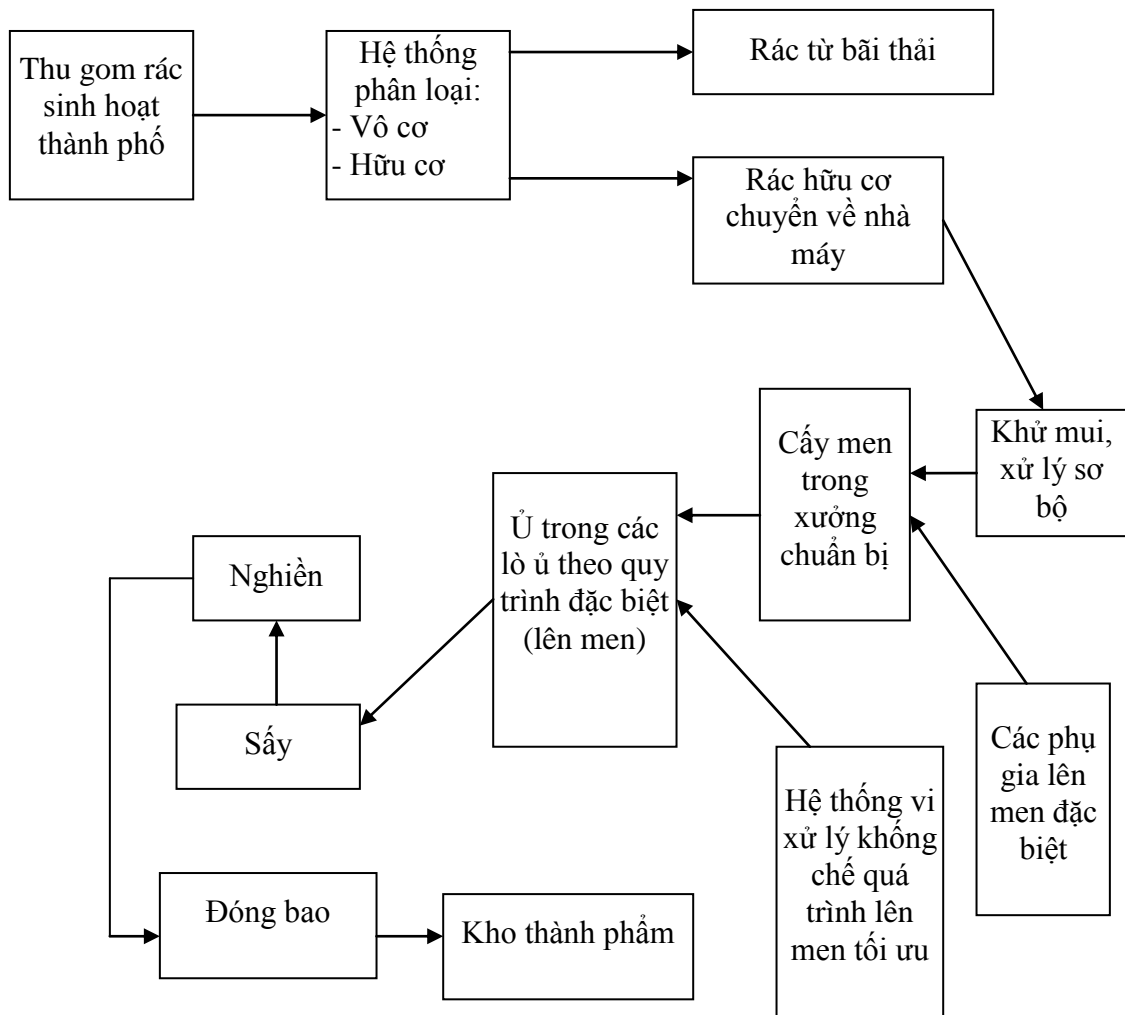 Thu gom rác
sinh hoạt
thành phố
Hệ thống
phân loại:
- Vô cơ
- Hữu cơ
Rác từ bãi thải
Rác hữu cơ
chuyển về nhà
máy
Khử mui,
xử lý sơ
bộ
Cấy men
trong
xưởng
chuẩn bị
Ủ trong các
lò ủ theo quy
trình đặc biệt
(lên men)
Nghiền
Sấy
Các phụ
gia lên
men đặc
biệt
Hệ thống vi
xử lý khống
chế quá
trình lên
men tối ưu
Đóng bao
Kho thành phẩm